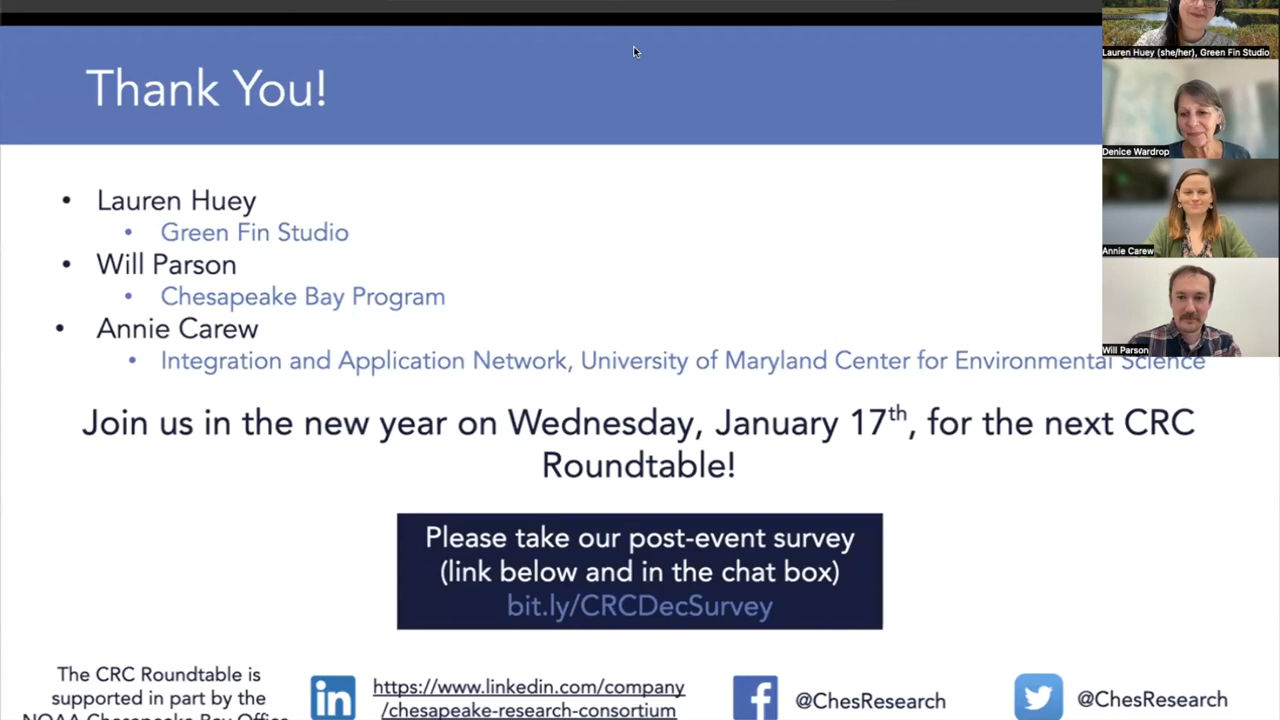 Thank You!
Lauren Huey (she/her), Green Fin Studio
Denice Wardrop
Annie Carew
Will Parson
• Lauren Huey
• Green Fin Studio
• Will Parson
• Chesapeake Bay Program
• Annie Carew
• Integration and Application Network, University of Maryland Center for Environmental Science
Join us in the new year on Wednesday, January 17th, for the next CRC
Roundtable!
Please take our post-event survey
(link below and in the chat box)
bit.ly/CRCDecSurvey
The CRC Roundtable is
supported in part by the
NOAA Chesapeake Bay Office
in
https://www.linkedin.com/company
/chesapeake-research-consortium
f
@ChesResearch
@ChesResearch